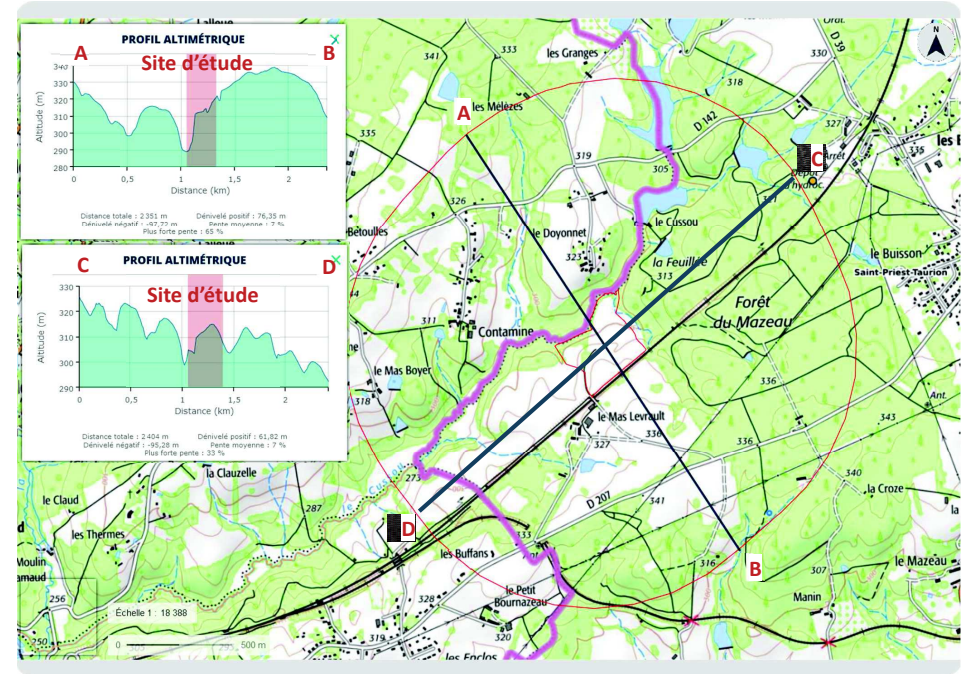 PROFIL ALTIMÉTRIQUE
A
Site d'étude
B
340
330
320
310
300
290
280
Altitude (m)
0
0,5
1
1,5
2
Distance (km)
Distance totale : 2 351 m
Dénivelé positif : 76,35 m
Dénivelé négatif : -97,72 m
Pente moyenne : 7 %
Plus forte pente : 65 %
PROFIL ALTIMÉTRIQUE
C
Site d'étude
D
330
320
310
300
290
Altitude (m)
0
0,5
1
1,5
2
Distance (km)
Distance totale : 2 404 m
Dénivelé positif : 61,82 m
Dénivelé négatif : -95,28 m
Pente moyenne : 7 %
Plus forte pente : 33 %
N
341
333
les Granges
D 39
330
318
A
les Mélèzes
D 142
327
Arrêt
C
Dépôt
d'hydroc.
335
les B
335
319
305
326
Bétoulles
le Doyonnet
le Cussou
323
la Feuillée
313
le Buisson
Saint-Priest-Taurion
Forêt
du Mazeau
311
Contamine
le Mas Boyer
318
336
343
Ant.
le Mas Levrault
327
336
336
la Clauzelle
273
340
la Croze
le Claud
287
D 207
341
les Thermes
D
333
les Buffans
316
B
307
le Mazeau
Moulin
arnaud
256
le Petit
Bournazeau
328
Manin
Échelle 1 : 18 388
0
500 m
250
319
320
les Enclos